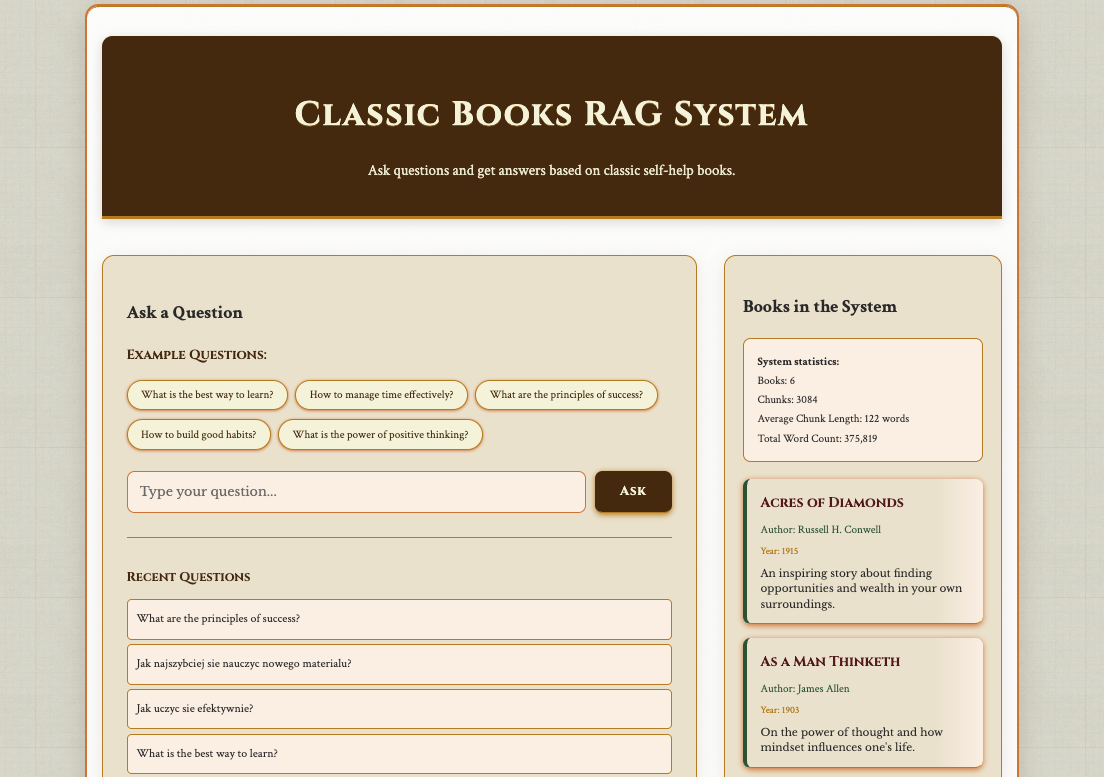 Classic Books RAG System
Ask questions and get answers based on classic self-help books.
Ask a Question
Example Questions:
What is the best way to learn?
How to manage time effectively?
What are the principles of success?
How to build good habits?
What is the power of positive thinking?
Type your question...
Ask
Recent Questions
What are the principles of success?
Jak najszybciej sie nauczyc nowego materialu?
Jak uczyc sie efektywnie?
What is the best way to learn?
Books in the System
System statistics:
Books: 6
Chunks: 3084
Average Chunk Length: 122 words
Total Word Count: 375,819
Acres of Diamonds
Author: Russell H. Conwell
Year: 1915
An inspiring story about finding
opportunities and wealth in your own
surroundings.
As a Man Thinketh
Author: James Allen
Year: 1903
On the power of thought and how
mindset influences one's life.